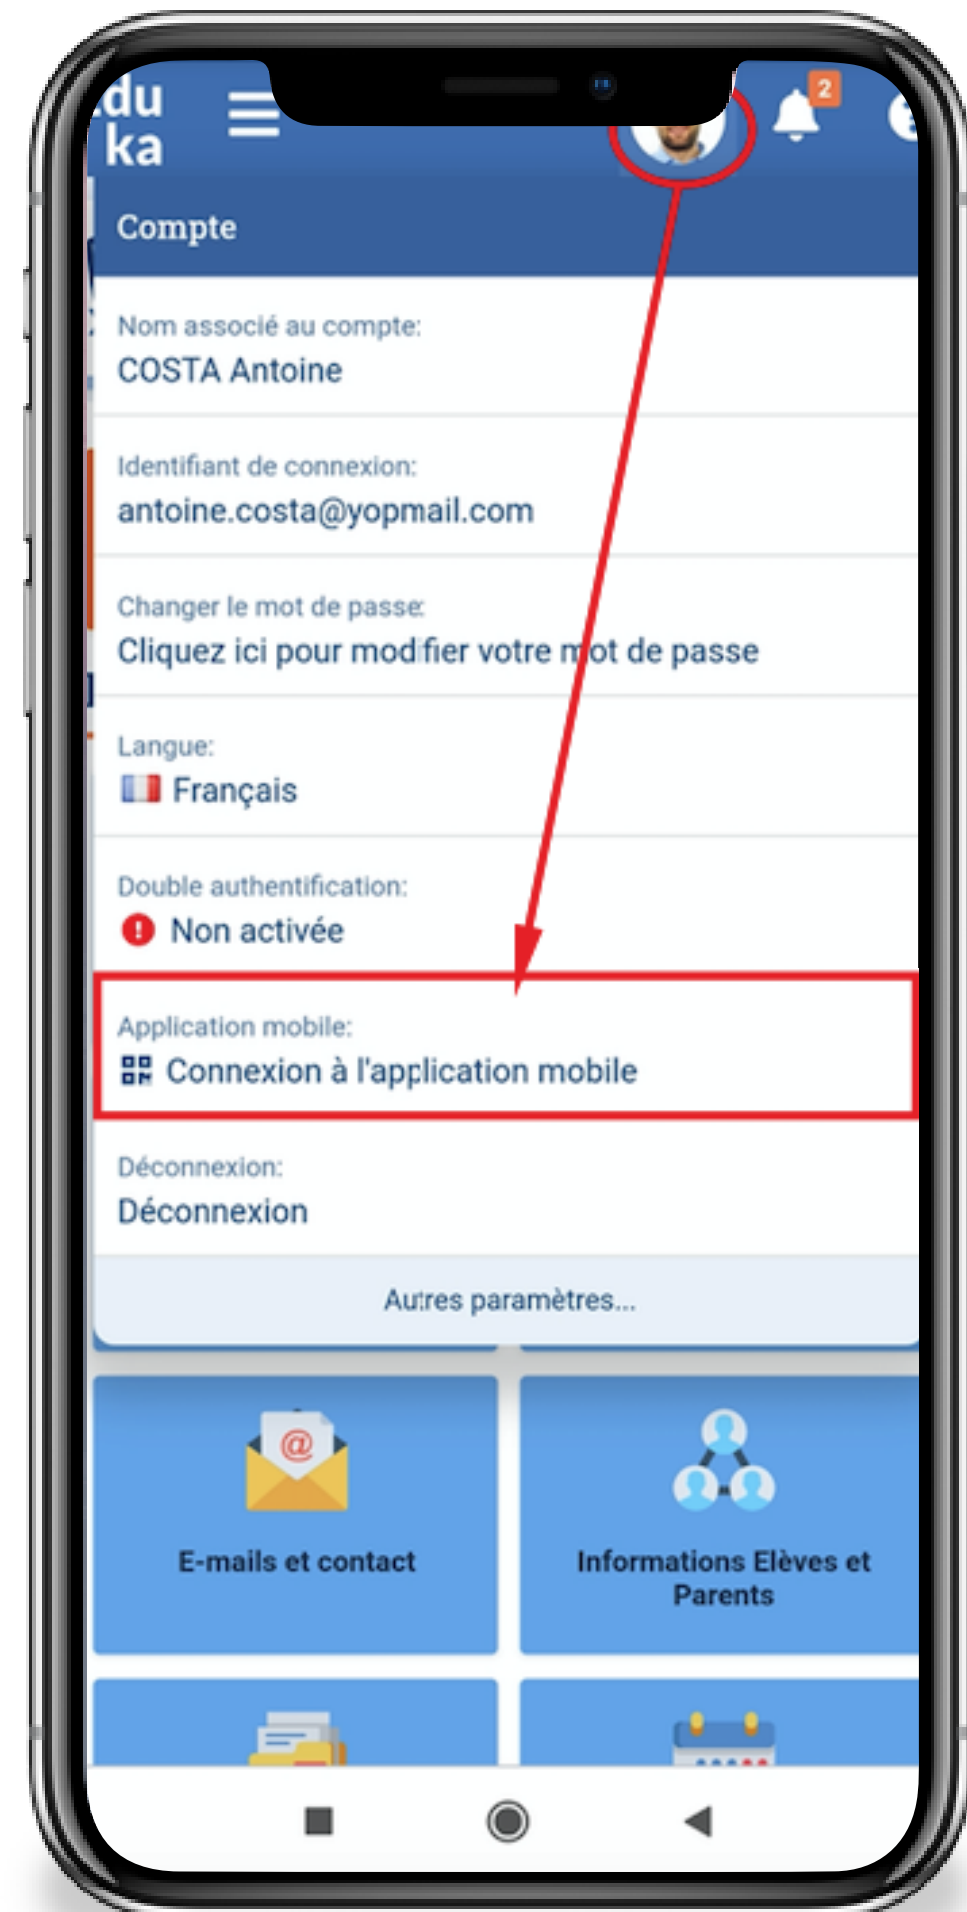 du
ka
2
Compte
Nom associé au compte:
COSTA Antoine
Identifiant de connexion:
antoine.costa@yopmail.com
Changer le mot de passe:
Cliquez ici pour modifier votre mot de passe
Langue:
Français
Double authentification:
Non activée
Application mobile:
Connexion à l'application mobile
Déconnexion:
Déconnexion
Autres paramètres...
@
E-mails et contact
Informations Elèves et
Parents